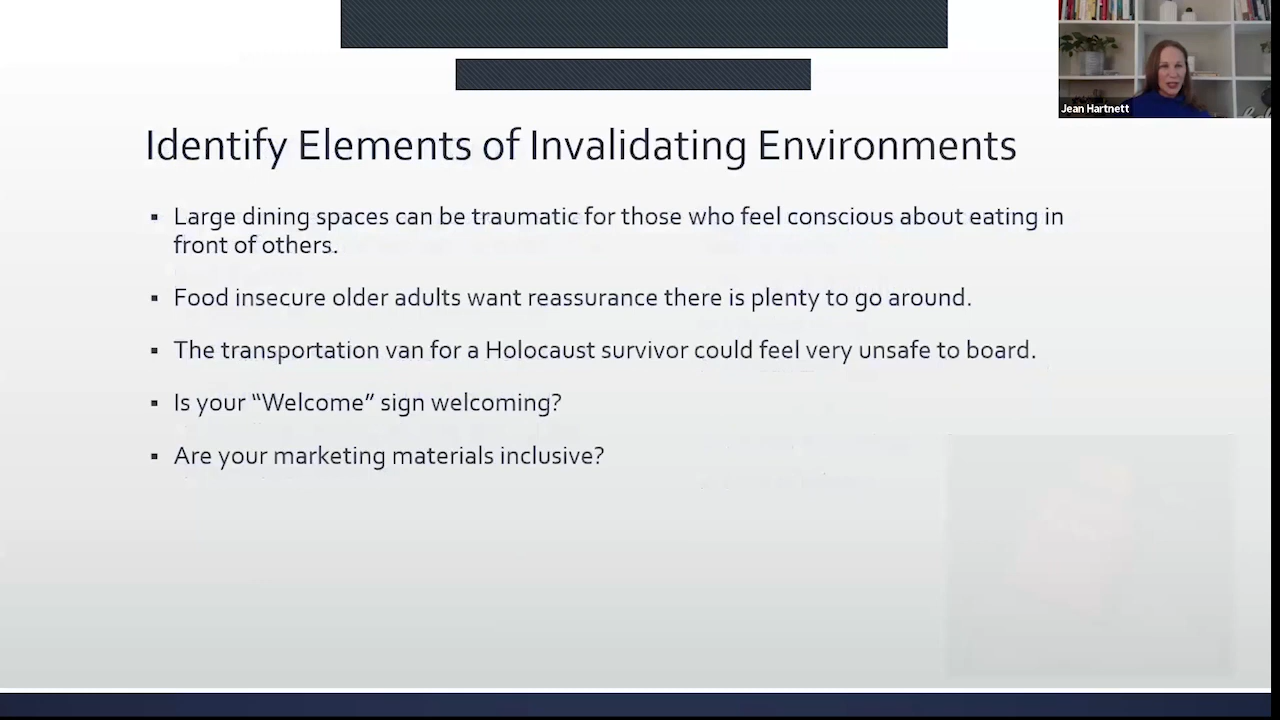 Jean Hartnett
Identify Elements of Invalidating Environments
▪ Large dining spaces can be traumatic for those who feel conscious about eating in
front of others.
▪ Food insecure older adults want reassurance there is plenty to go around.
▪ The transportation van for a Holocaust survivor could feel very unsafe to board.
▪ Is your “Welcome” sign welcoming?
▪ Are your marketing materials inclusive?